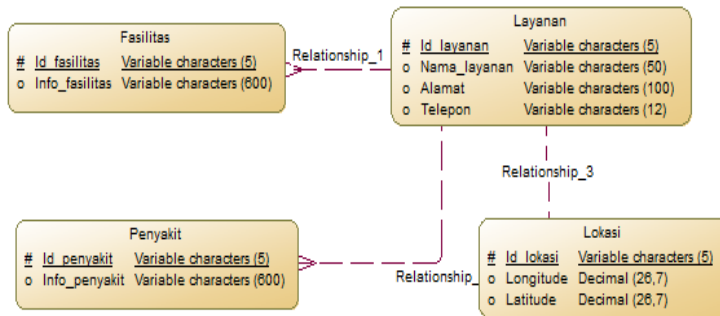 Fasilitas
# Id_fasilitas Variable characters (5)
o Info_fasilitas Variable characters (600)
Relationship_1
Layanan
# Id_layanan Variable characters (5)
o Nama_layanan Variable characters (50)
o Alamat Variable characters (100)
o Telepon Variable characters (12)
Relationship_3
Penyakit
# Id_penyakit Variable characters (5)
o Info_penyakit Variable characters (600)
Relationship_
Lokasi
# Id_lokasi Variable characters (5)
o Longitude Decimal (26,7)
o Latitude Decimal (26,7)